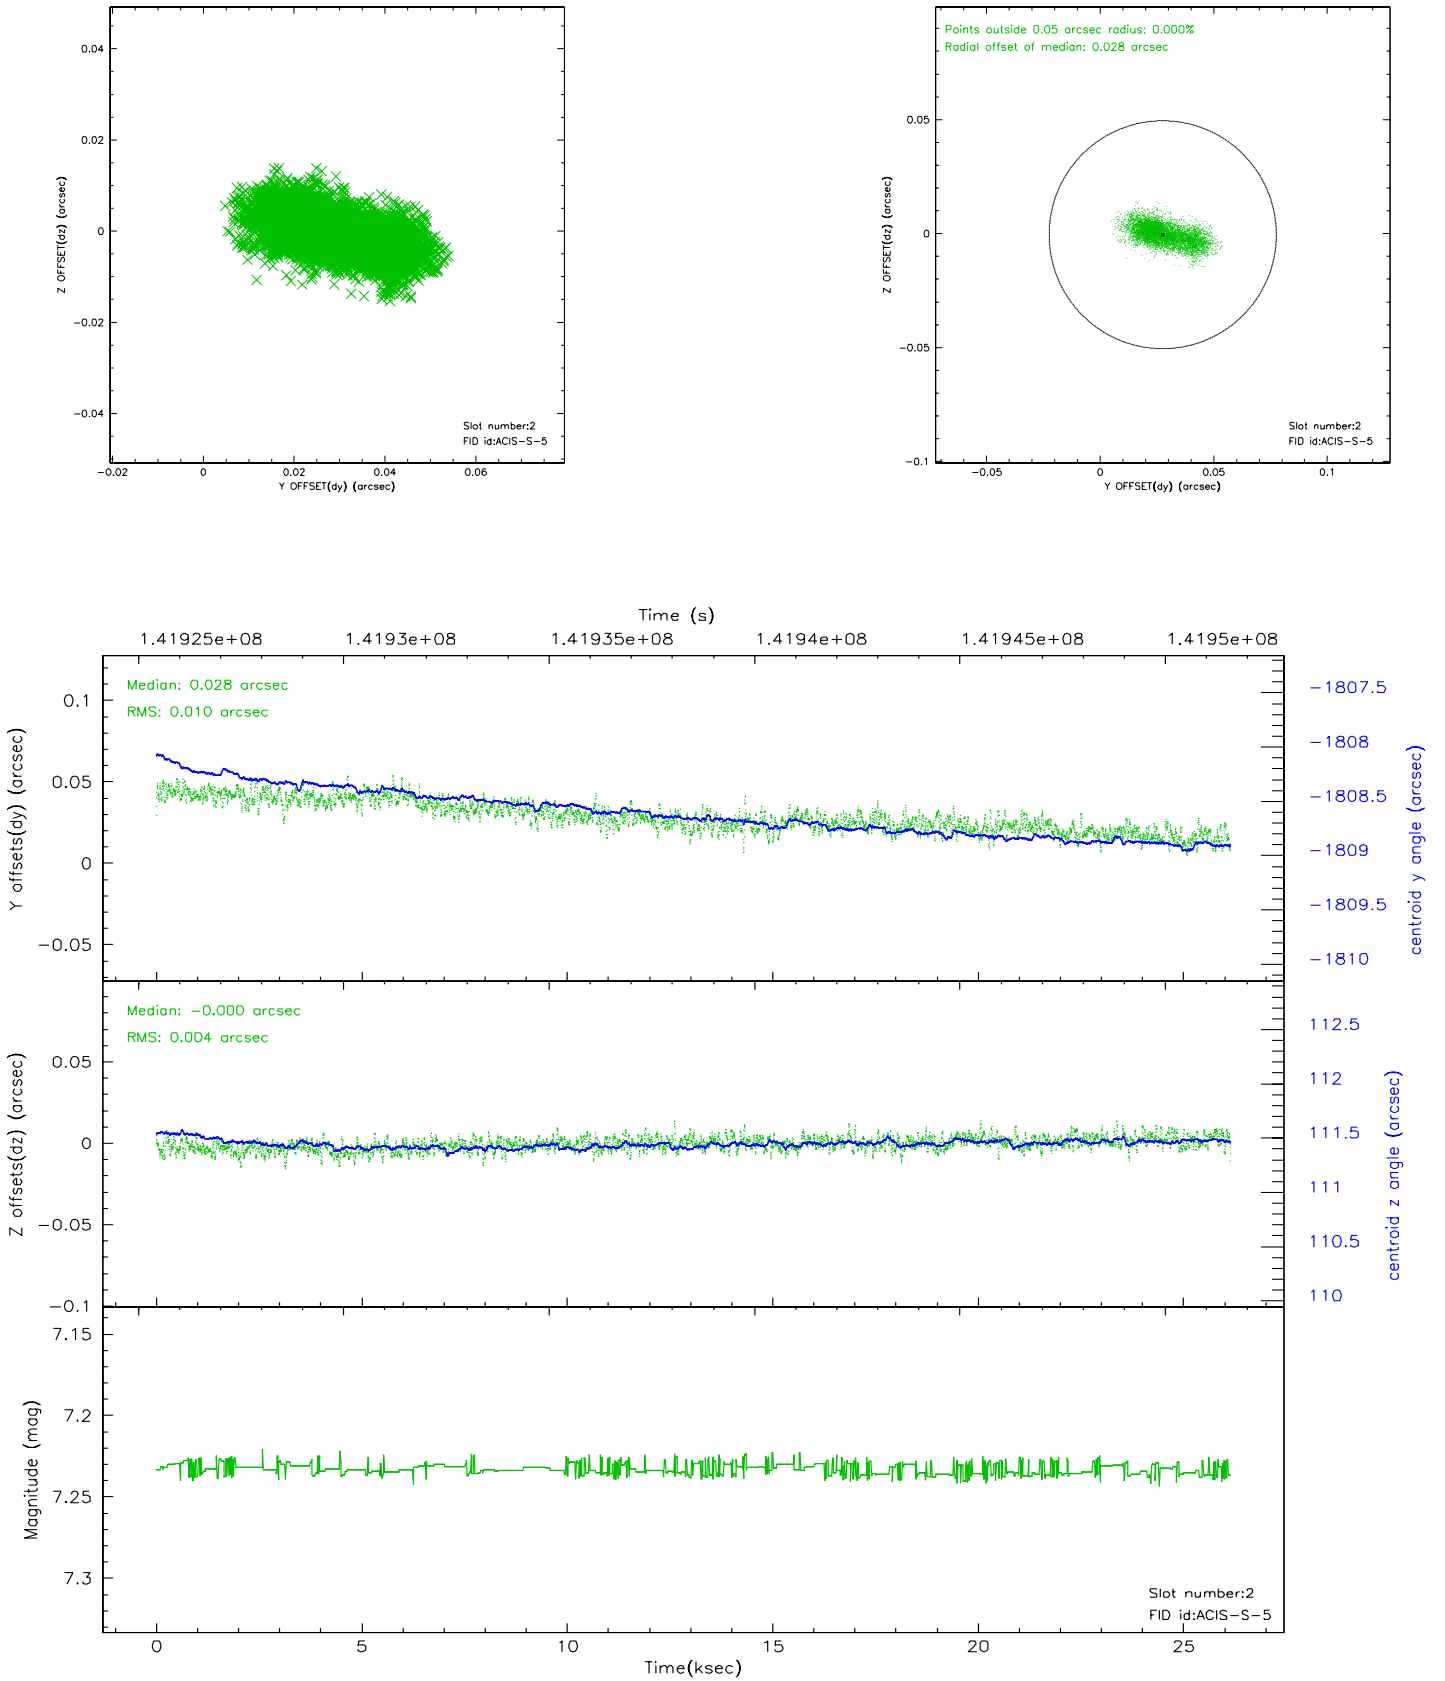 0.04
0.02
0
−0.02
−0.04
Z OFFSET(dz) (arcsec)
Slot number:2
FID id:ACIS−S−5
−0.02 0 0.02 0.04 0.06
Y OFFSET(dy) (arcsec)
Points outside 0.05 arcsec radius: 0.000%
Radial offset of median: 0.028 arcsec
0.05
0
−0.05
−0.1
Z OFFSET(dz) (arcsec)
Slot number:2
FID id:ACIS−S−5
−0.05 0 0.05 0.1
Y OFFSET(dy) (arcsec)
Time (s)
1.41925e+08 1.4193e+08 1.41935e+08 1.4194e+08 1.41945e+08 1.4195e+08
Median: 0.028 arcsec
RMS: 0.010 arcsec
0.1
0.05
0
−0.05
Y offsets(dy) (arcsec)
−1807.5
−1808
−1808.5
−1809
−1809.5
−1810
centroid y angle (arcsec)
Median: −0.000 arcsec
RMS: 0.004 arcsec
0.05
0
−0.05
−0.1
Z offsets(dz) (arcsec)
112.5
112
111.5
111
110.5
110
centroid z angle (arcsec)
7.15
7.2
7.25
7.3
Magnitude (mag)
Slot number:2
FID id:ACIS−S−5
0 5 10 15 20 25
Time(ksec)